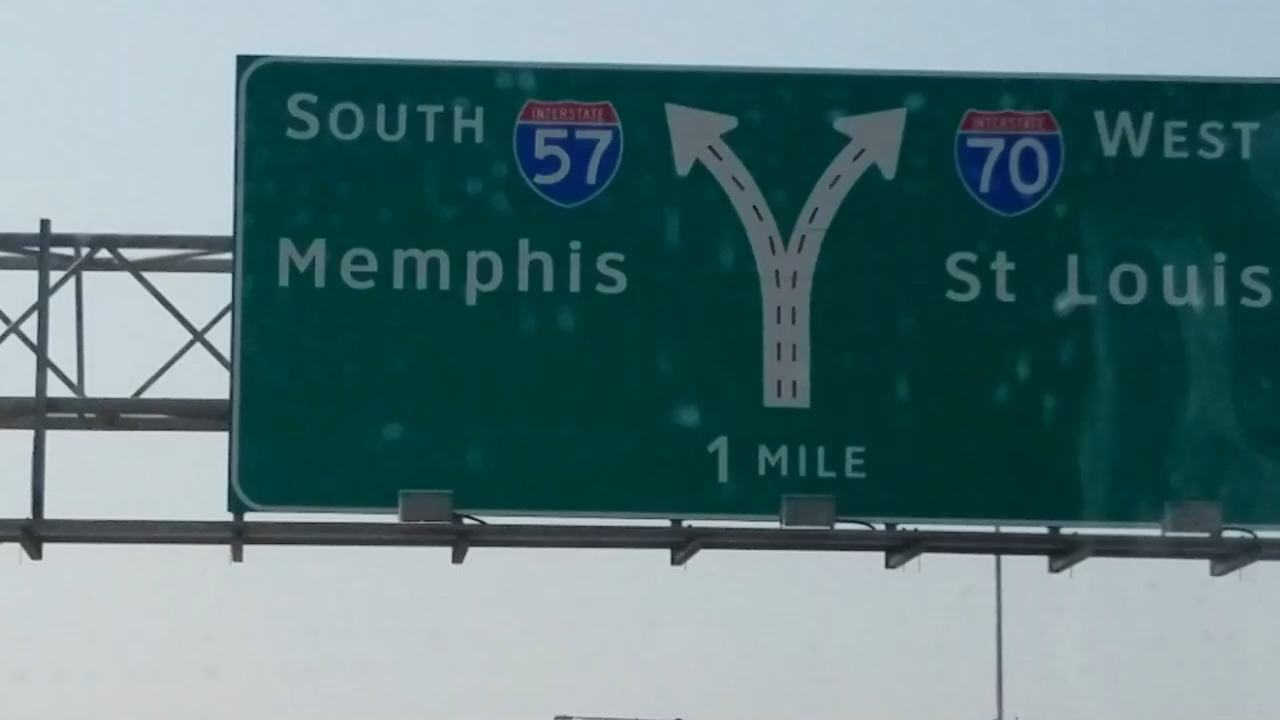 SOUTH INTERSTATE 57
Memphis
INTERSTATE 70 WEST
St Louis
1 MILE